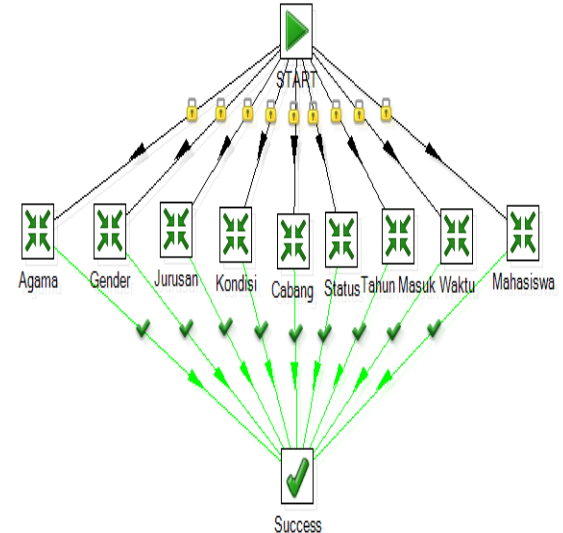 START
Agama
Gender
Jurusan
Kondisi
Cabang
Status
Tahun Masuk
Waktu
Mahasiswa
Success